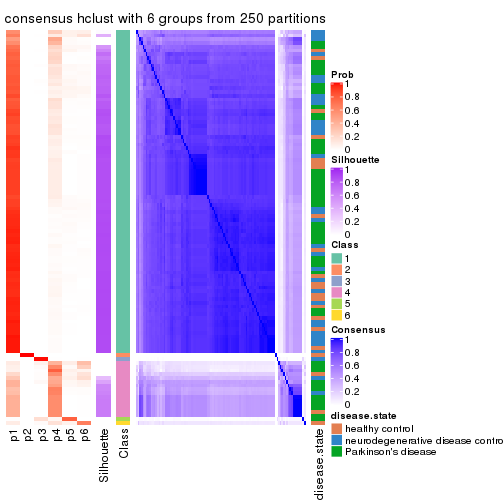 consensus hclust with 6 groups from 250 partitions
Prob
1
0.8
0.6
0.4
0.2
0
Silhouette
1
0.8
0.6
0.4
0.2
0
Class
1
2
3
4
5
6
Consensus
1
0.8
0.6
0.4
0.2
0
disease.state
healthy control
neurodegenerative disease contro
Parkinson's disease
p1
p2
p3
p4
p5
p6
Silhouette
Class
disease.state